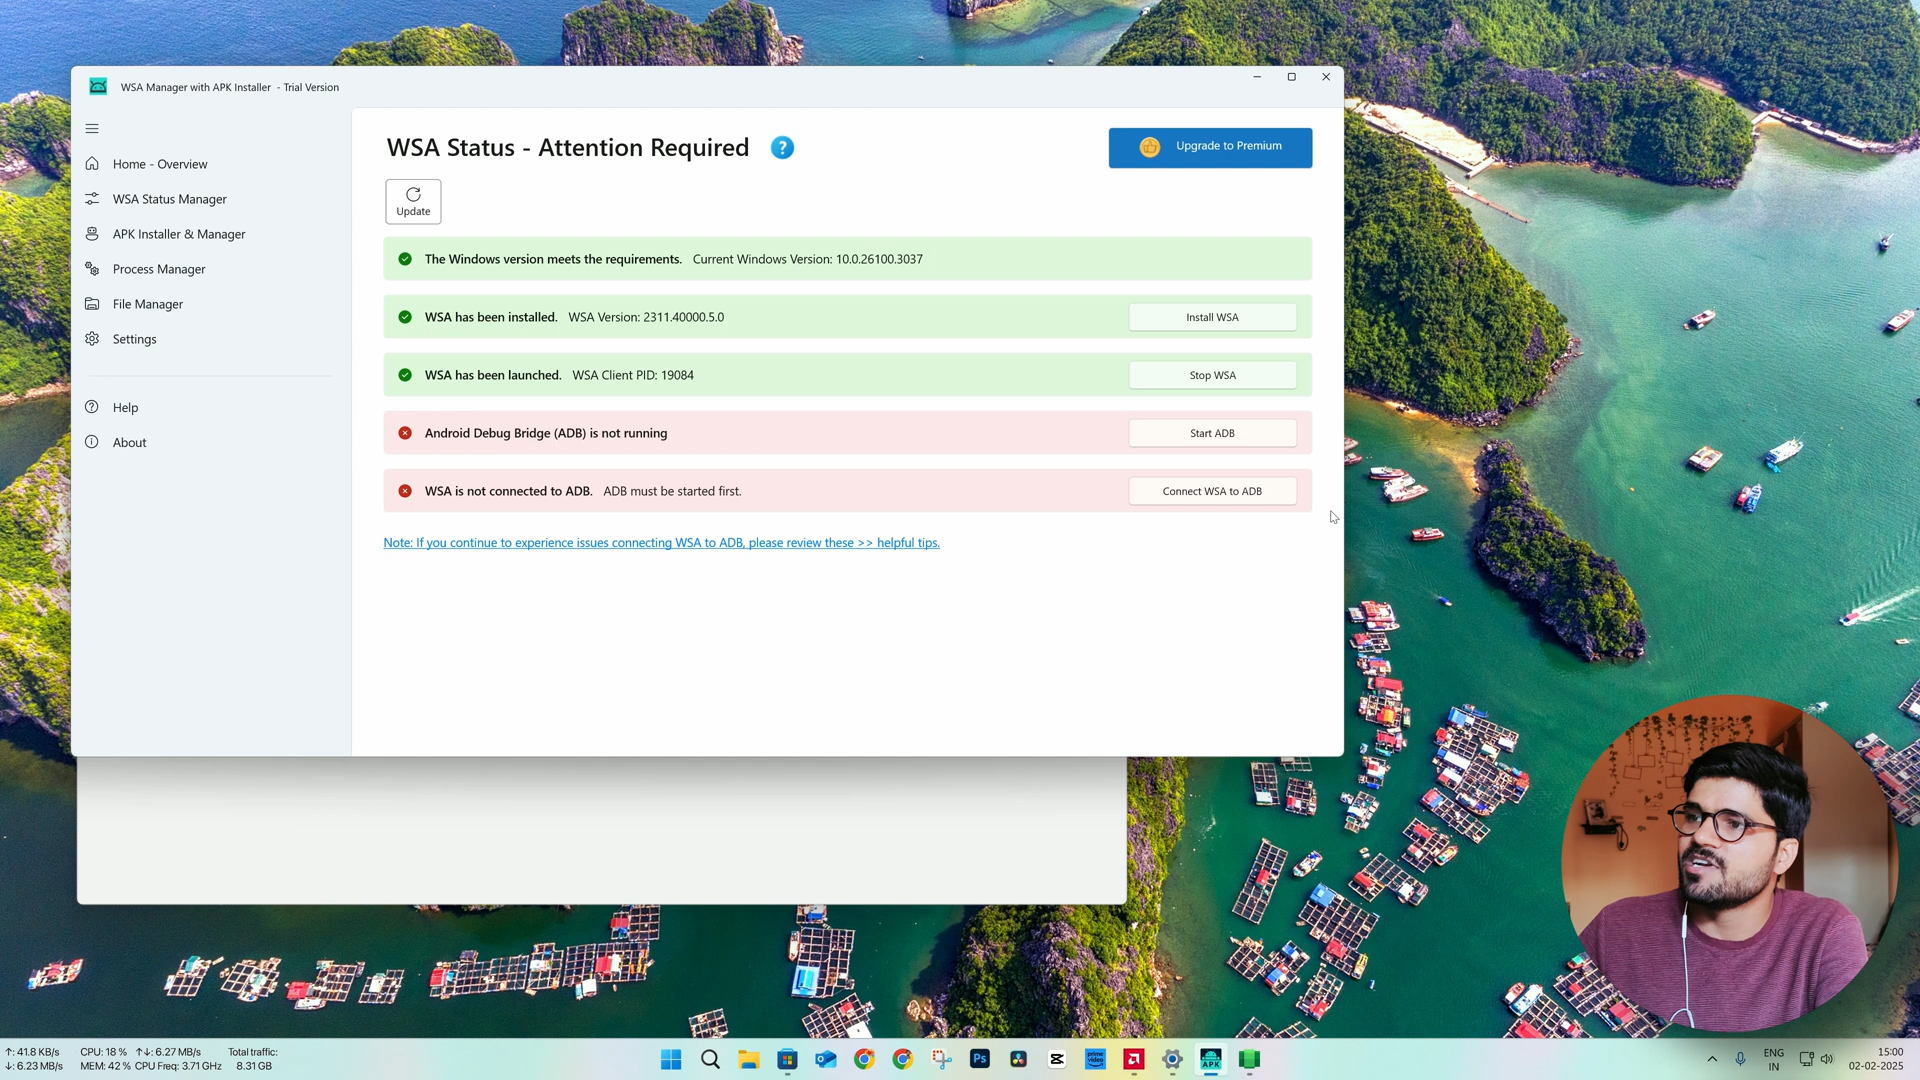 WSA Manager with APK Installer - Trial Version
Home - Overview
WSA Status Manager
APK Installer & Manager
Process Manager
File Manager
Settings
Help
About
WSA Status - Attention Required ?
Upgrade to Premium
Update
The Windows version meets the requirements. Current Windows Version: 10.0.26100.3037
WSA has been installed. WSA Version: 2311.40000.5.0 Install WSA
WSA has been launched. WSA Client PID: 19084 Stop WSA
Android Debug Bridge (ADB) is not running Start ADB
WSA is not connected to ADB. ADB must be started first. Connect WSA to ADB
Note: If you continue to experience issues connecting WSA to ADB, please review these >> helpful tips.
↑: 41.8 KB/s CPU: 18 % ↑↓: 6.27 MB/s Total traffic:
↓: 6.23 MB/s MEM: 42 % CPU Freq: 3.71 GHz 8.31 GB
Ps
prime video
APK
ENG
IN
15:00
02-02-2025